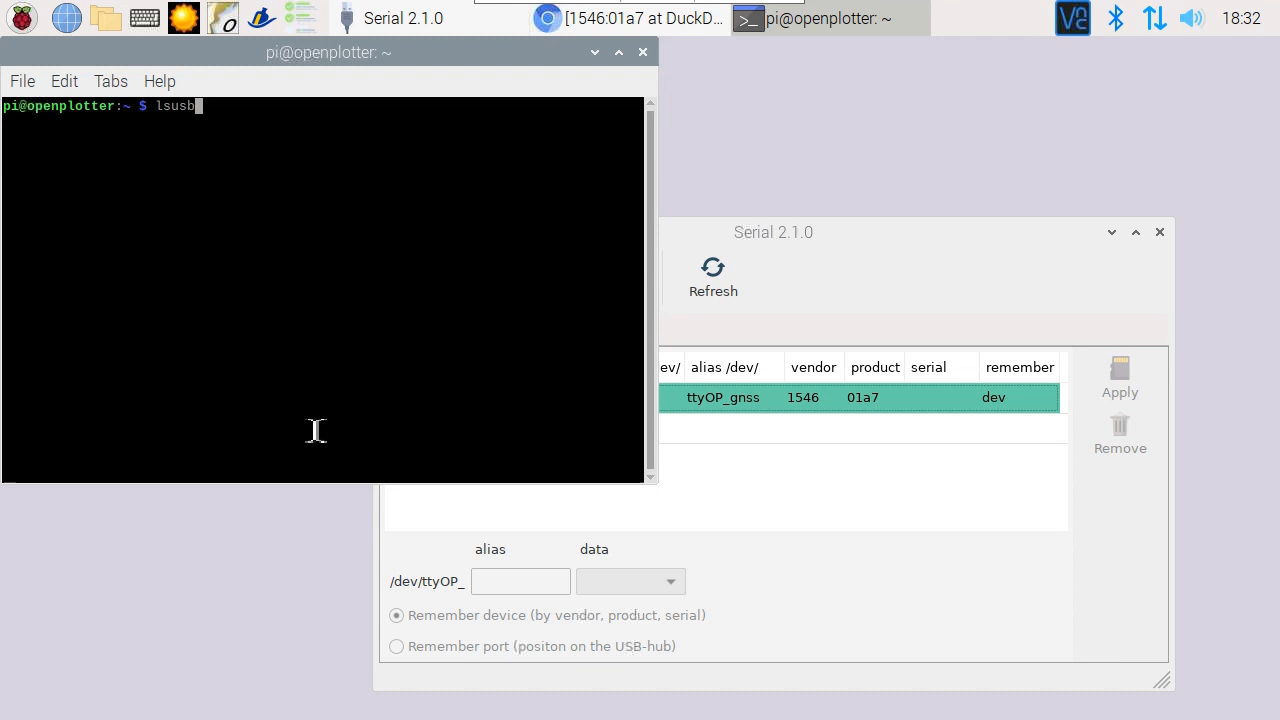 Serial 2.1.0
[1546:01a7 at DuckD...
pi@openplotter: ~
18:32
pi@openplotter: ~
File Edit Tabs Help
pi@openplotter:~ $ lsusb
Serial 2.1.0
Refresh
ev/ alias /dev/ vendor product serial remember
ttyOP_gnss 1546 01a7 dev
Apply
Remove
alias data
/dev/ttyOP_
Remember device (by vendor, product, serial)
Remember port (positon on the USB-hub)